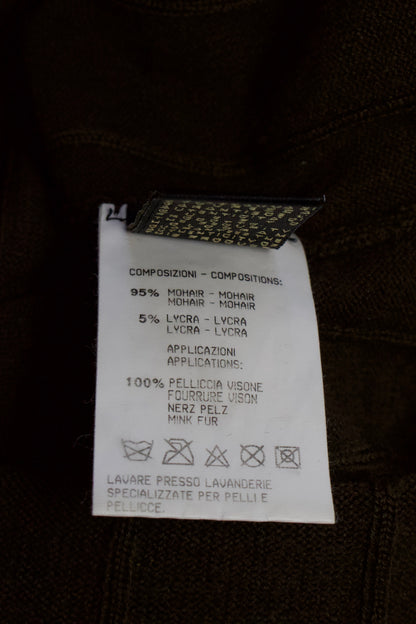 COMPOSIZIONI - COMPOSITIONS:
95% MOHAIR - MOHAIR
MOHAIR - MOHAIR
5% LYCRA - LYCRA
LYCRA - LYCRA
APPLICAZIONI
APPLICATIONS:
100% PELLICCIA VISONE
FOURRURE VISON
NERZ PELZ
MINK FUR
LAVARE PRESSO LAVANDERIE
SPECIALIZZATE PER PELLI E
PELLICCE.